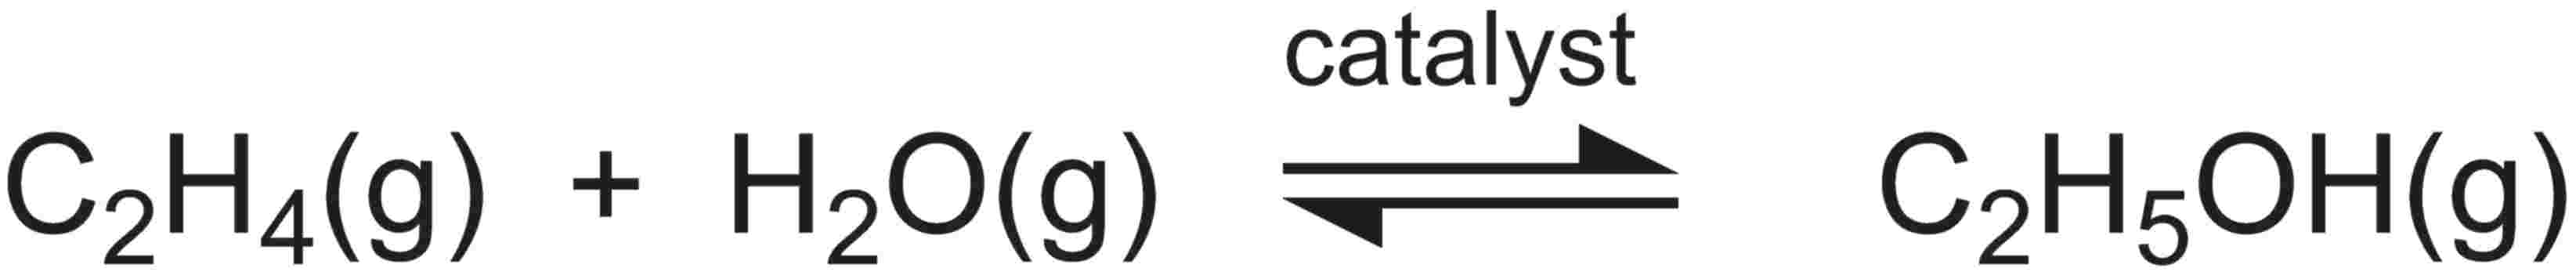 catalyst
C₂H₄(g) + H₂O(g) ⇌ C₂H₅OH(g)